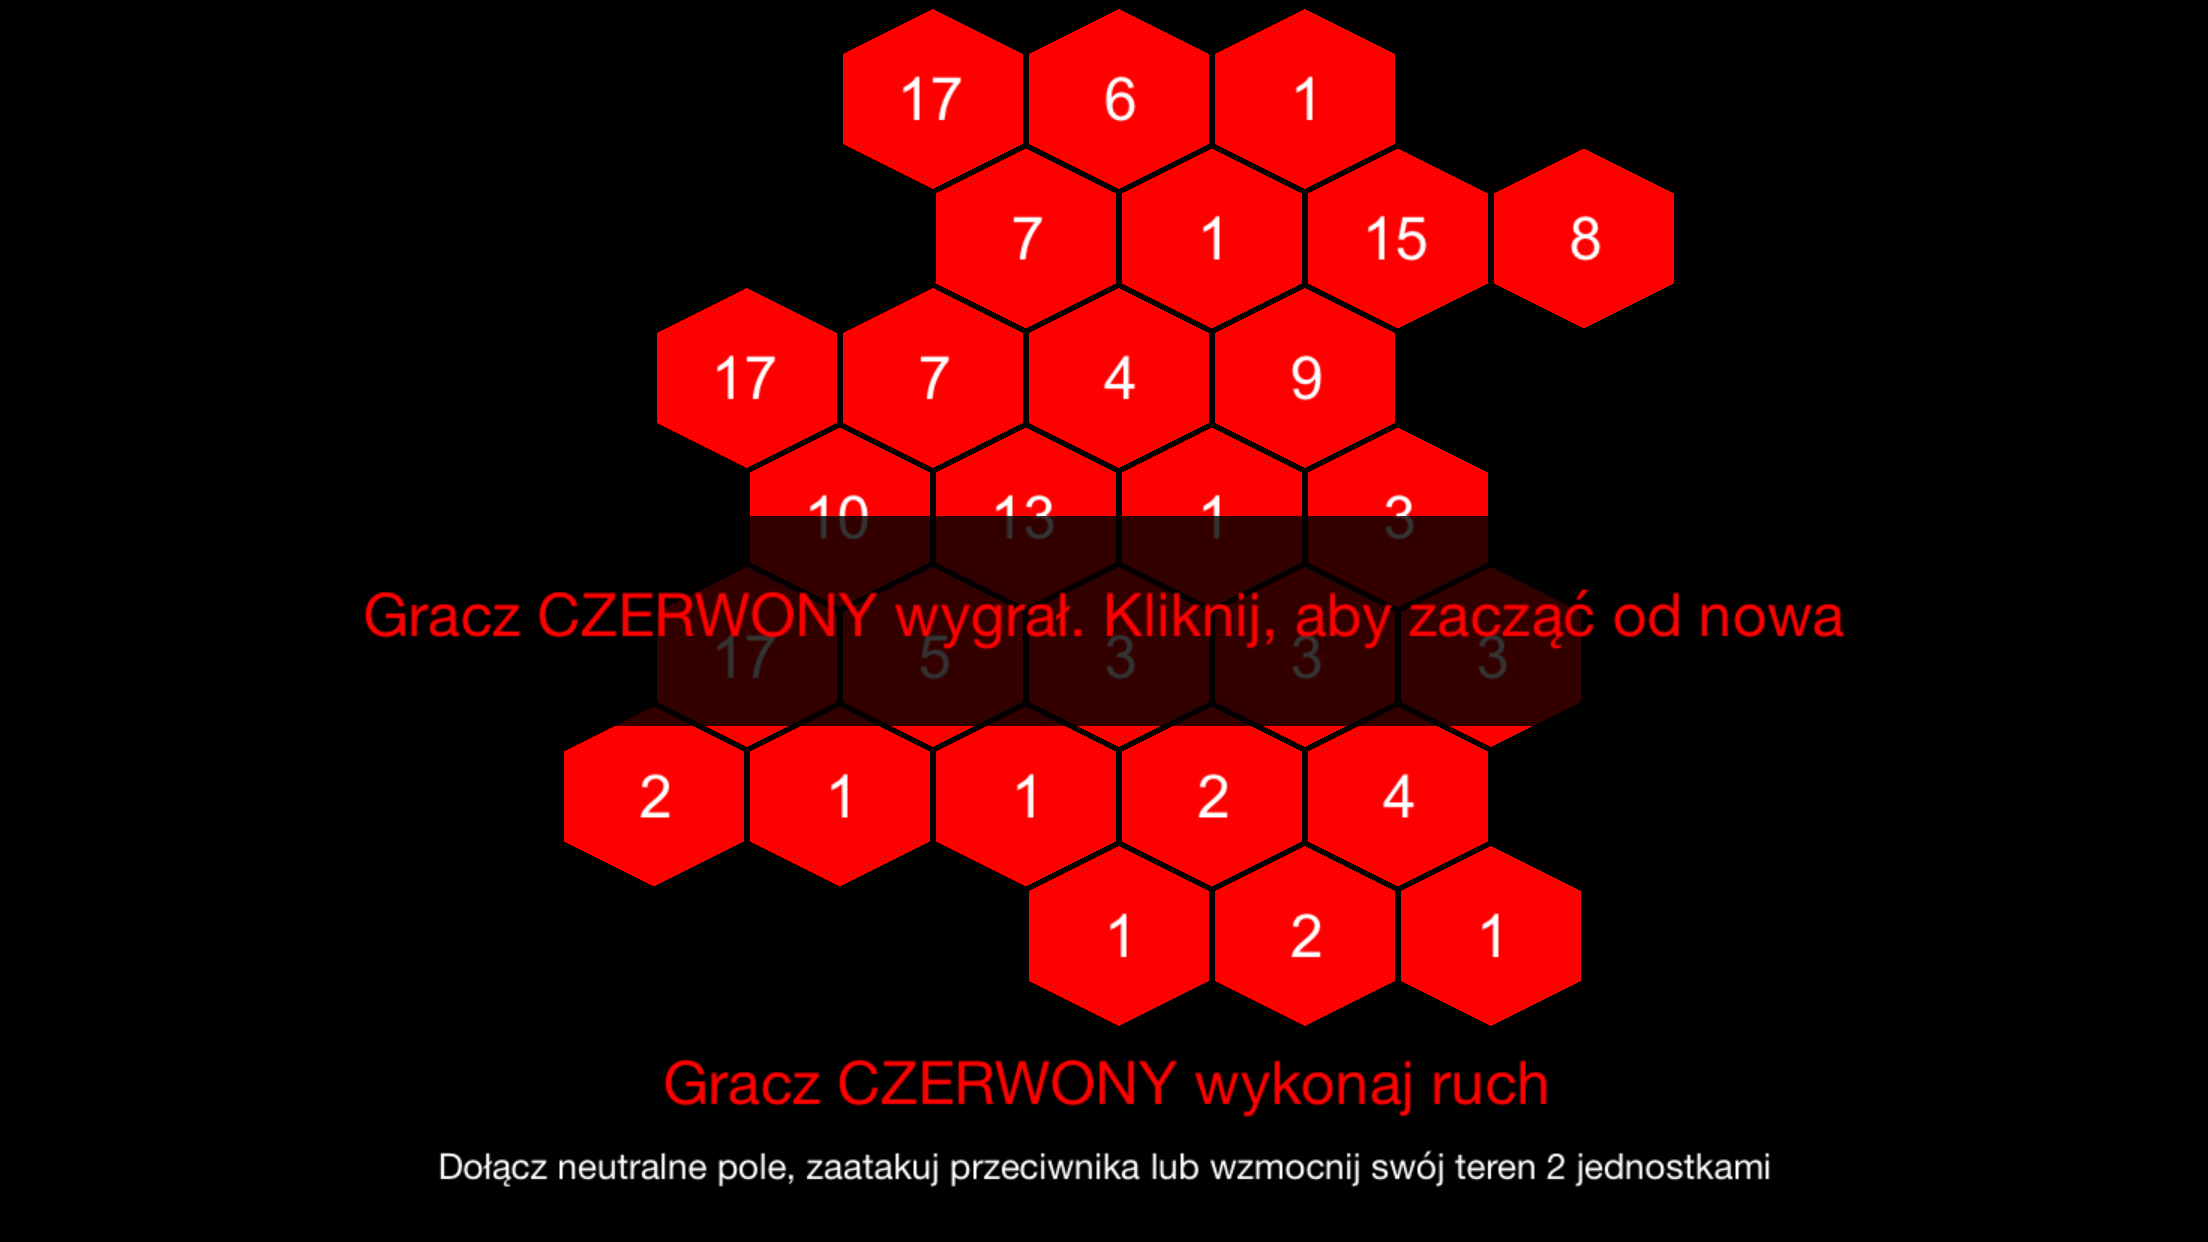 17 6 1
7 1 15 8
17 7 4 9
10 13 1 3
Gracz CZERWONY wygrał. Kliknij, aby zacząć od nowa
17 5 3 3 3
2 1 1 2 4
1 2 1
Gracz CZERWONY wykonaj ruch
Dołącz neutralne pole, zaatakuj przeciwnika lub wzmocnij swój teren 2 jednostkami